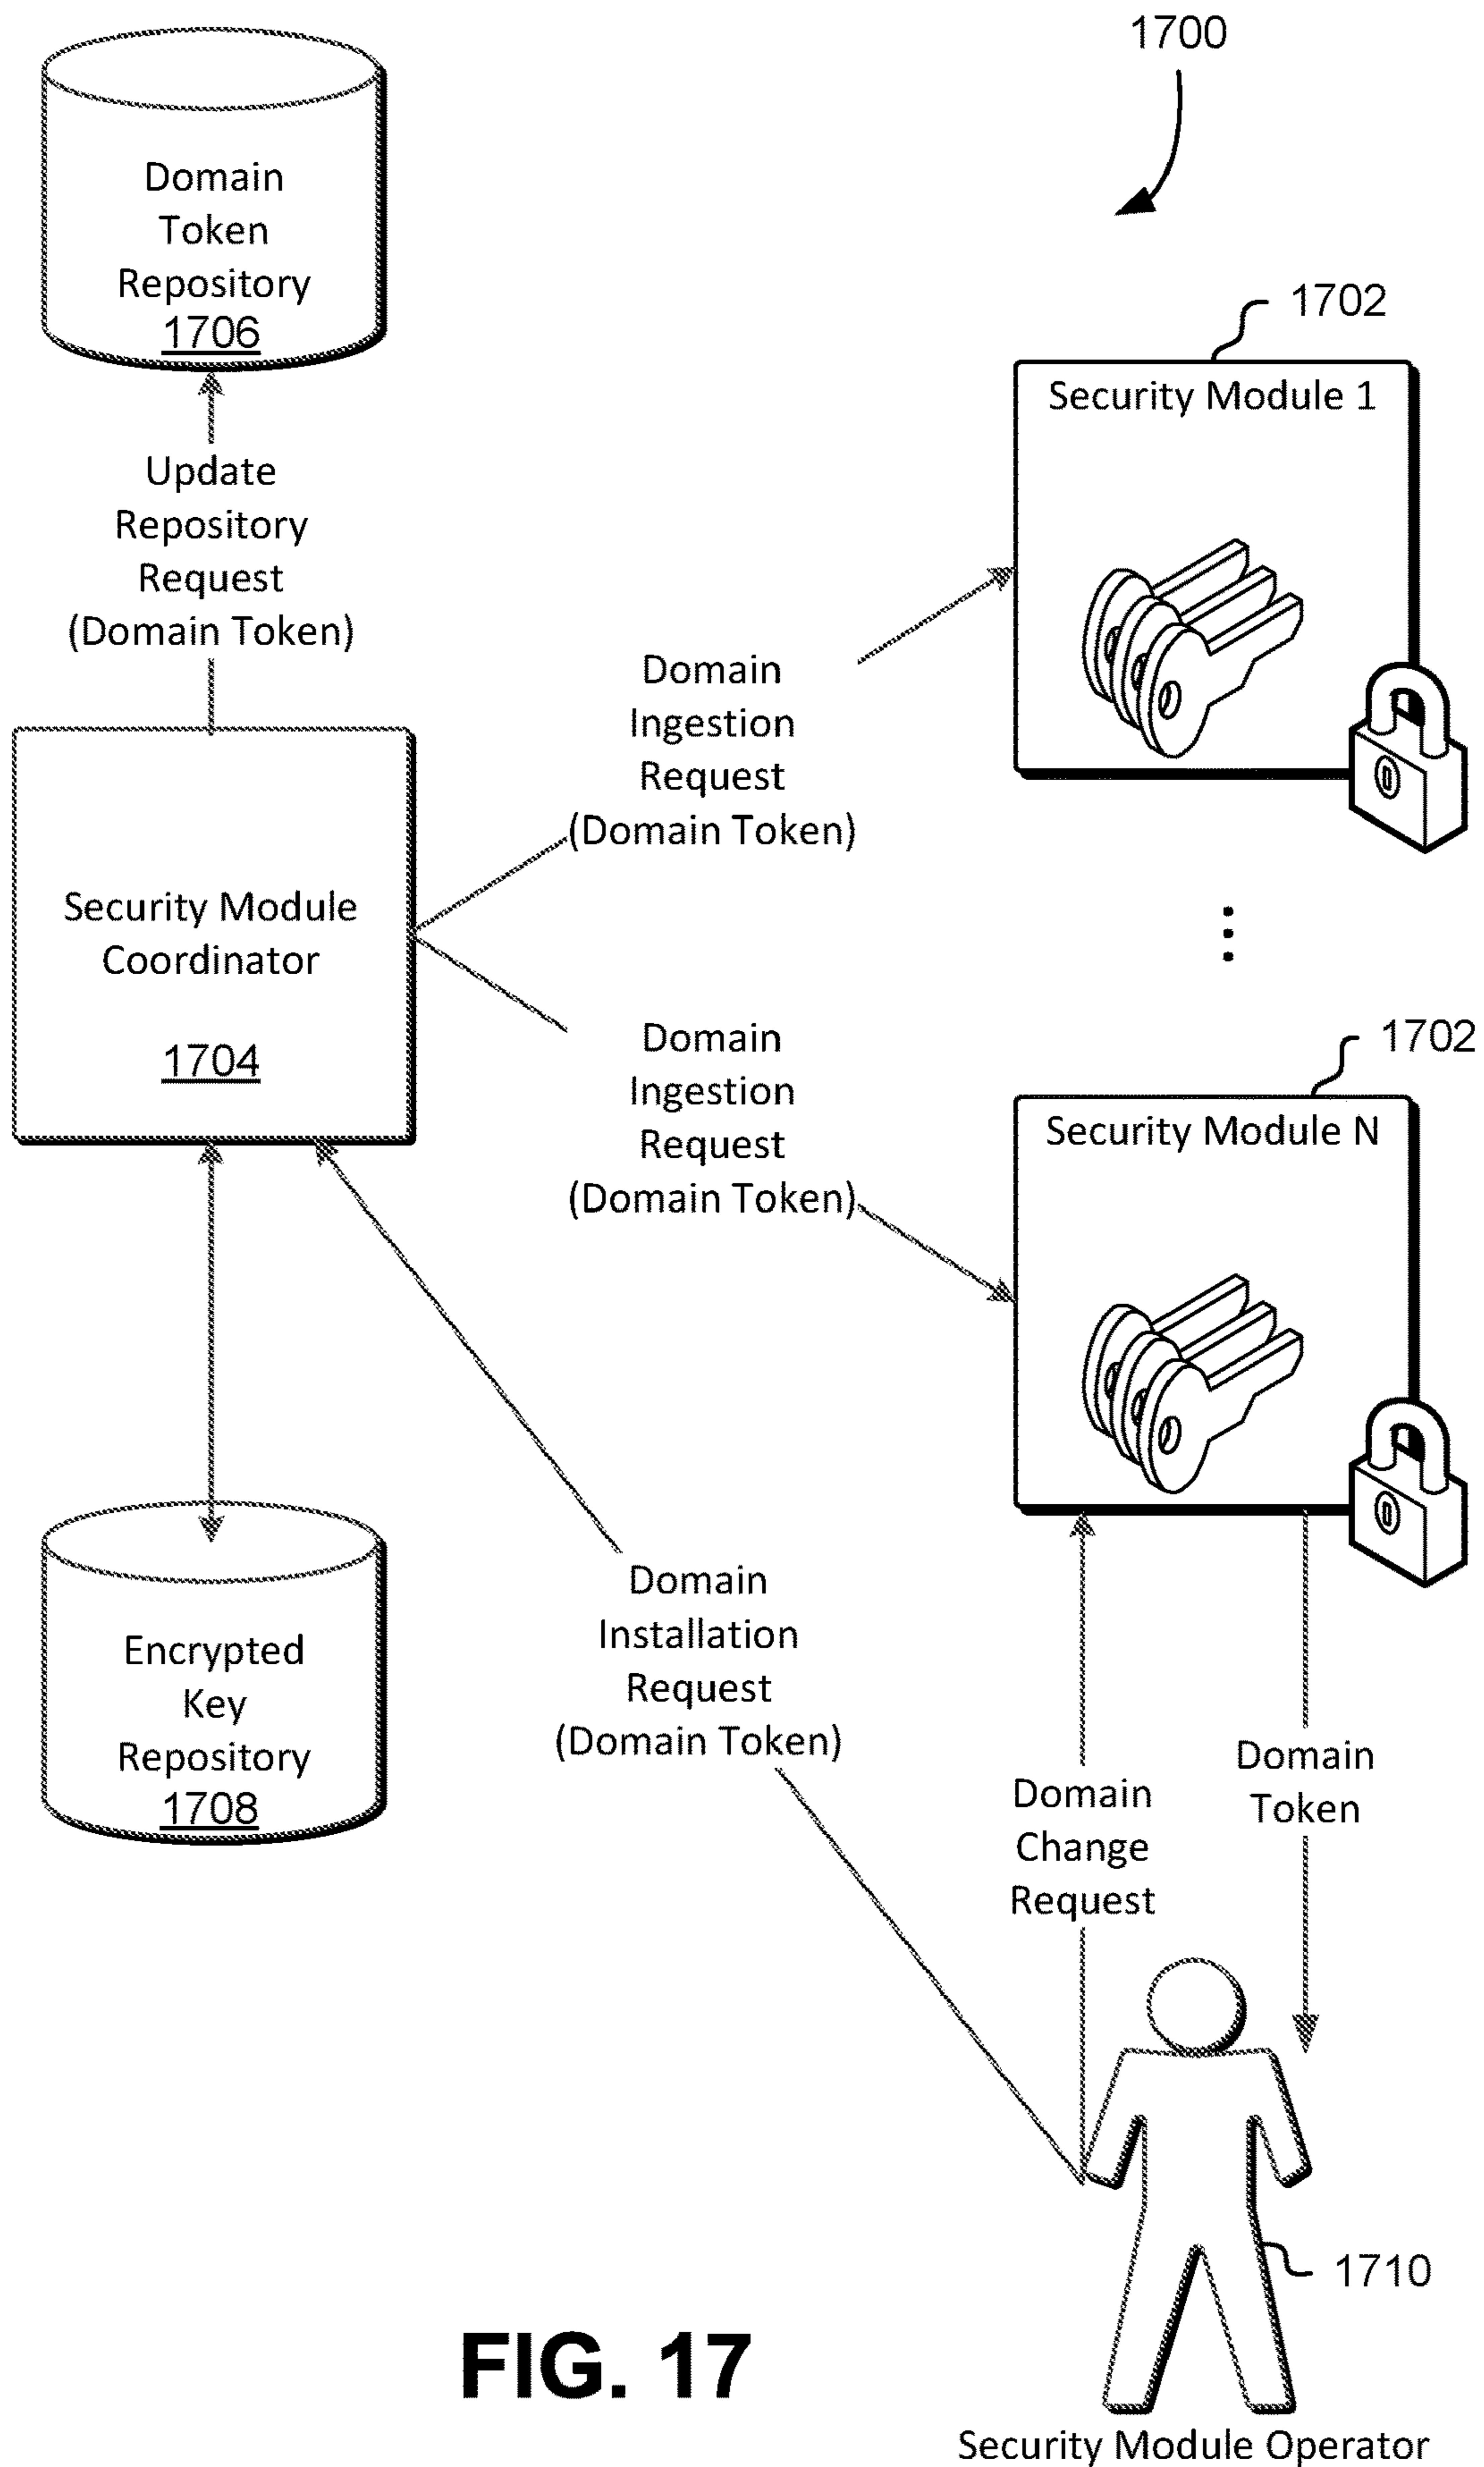 1700
Domain
Token
Repository
1706
1702
Security Module 1
Update
Repository
Request
(Domain Token)
Domain
Ingestion
Request
(Domain Token)
Security Module
Coordinator
1704
Domain
Ingestion
Request
(Domain Token)
1702
Security Module N
Domain
Installation
Request
(Domain Token)
Encrypted
Key
Repository
1708
Domain
Change
Request
Domain
Token
1710
FIG. 17
Security Module Operator